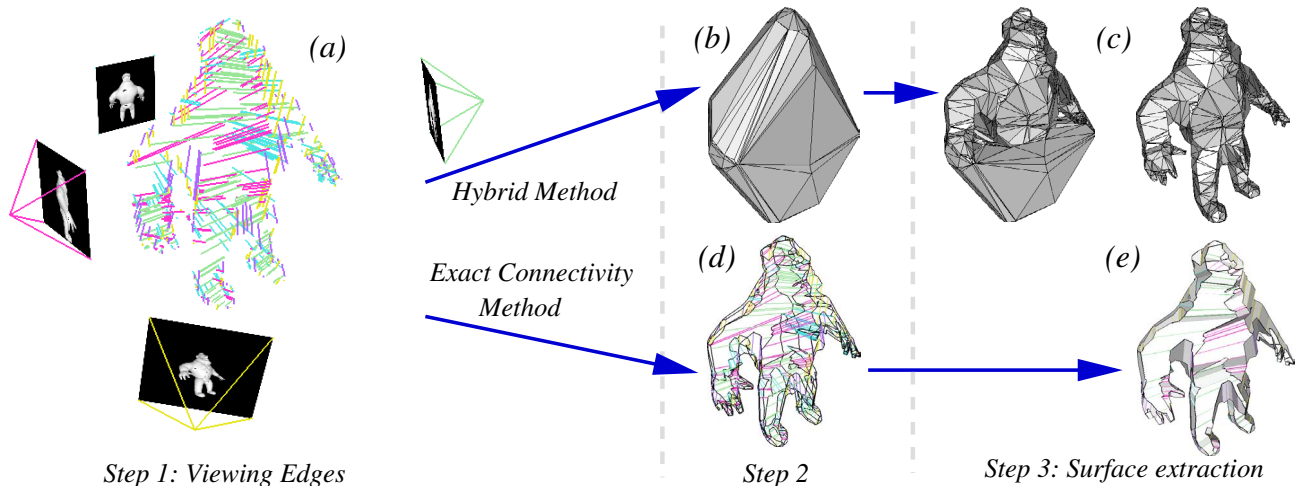 (a)
(b)
(c)
Hybrid Method
Exact Connectivity
Method
(d)
(e)
Step 1: Viewing Edges
Step 2
Step 3: Surface extraction